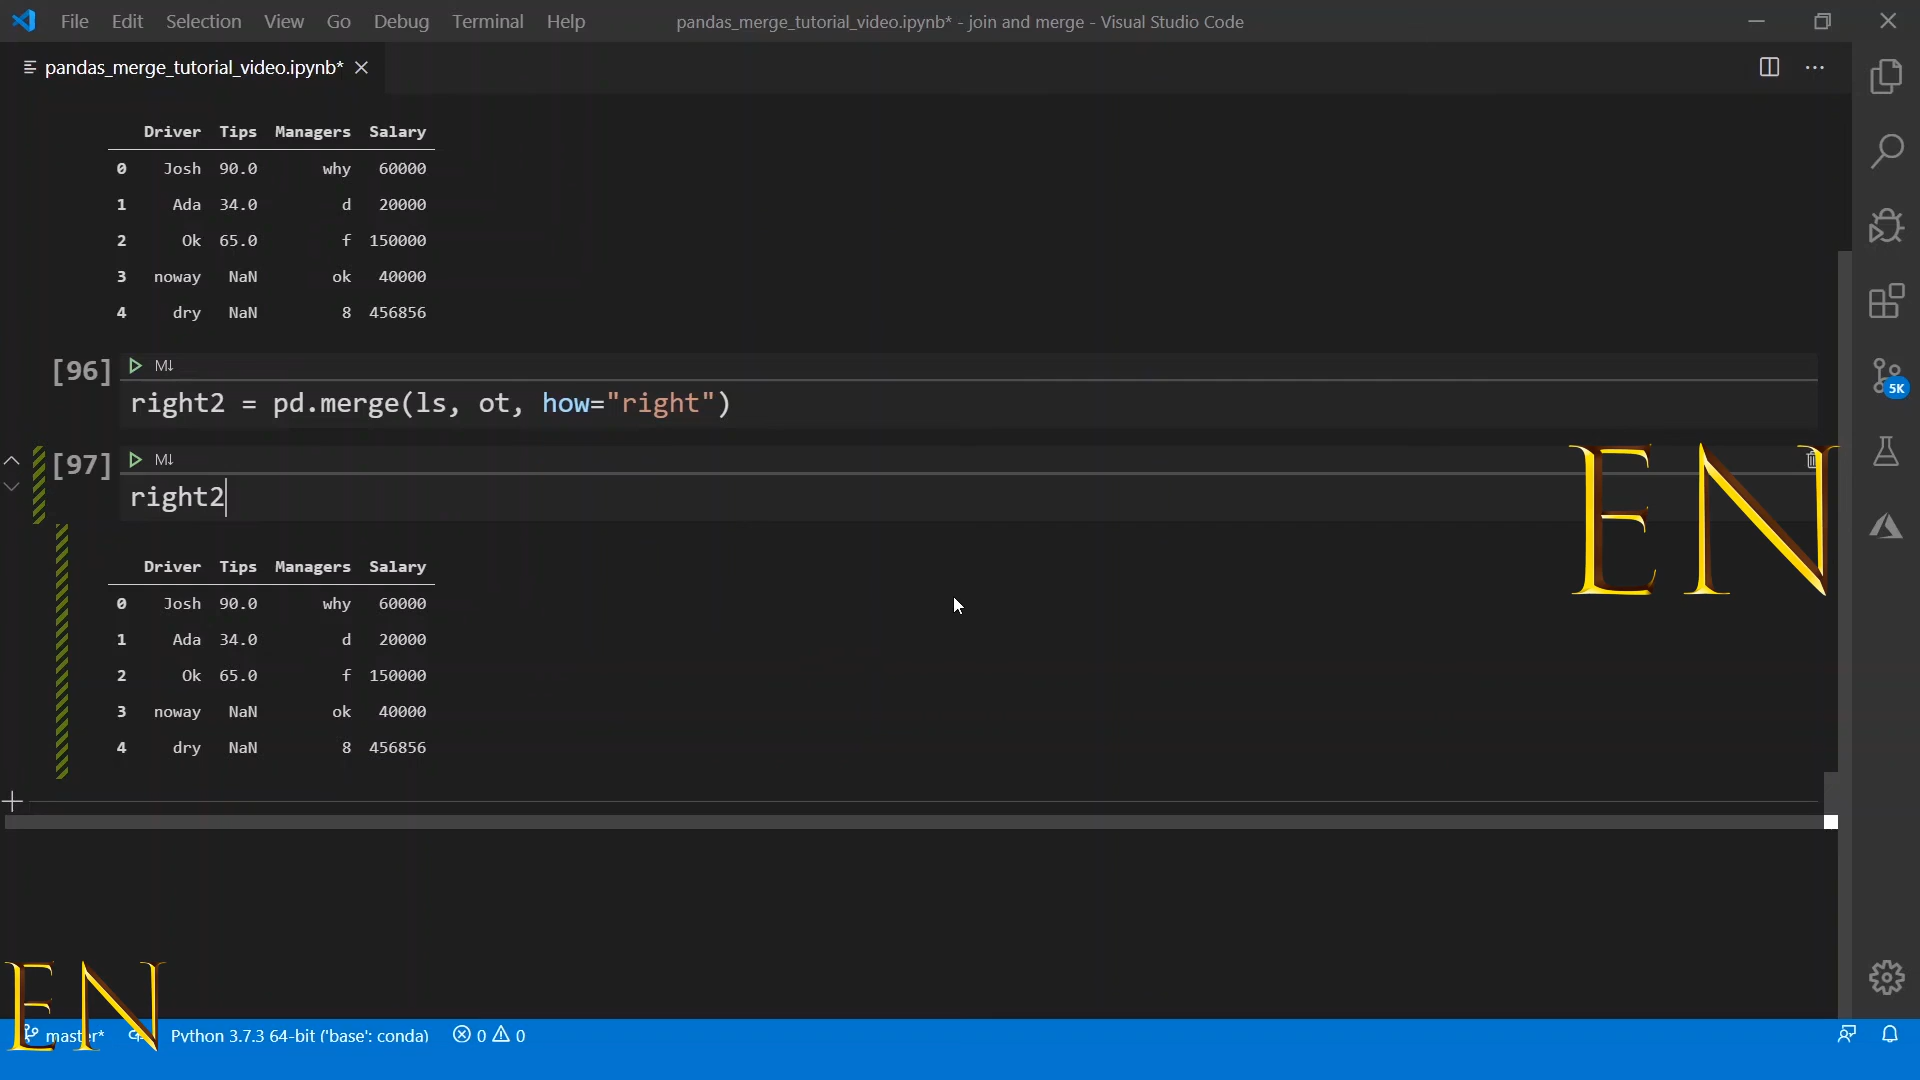 File Edit Selection View Go Debug Terminal Help pandas_merge_tutorial_video.ipynb* - join and merge - Visual Studio Code
pandas_merge_tutorial_video.ipynb*
Driver Tips Managers Salary
0 Josh 90.0 why 60000
1 Ada 34.0 d 20000
2 Ok 65.0 f 150000
3 noway NaN ok 40000
4 dry NaN 8 456856
[96] M↓
right2 = pd.merge(ls, ot, how="right")
5K
[97] M↓
right2
EN
Driver Tips Managers Salary
0 Josh 90.0 why 60000
1 Ada 34.0 d 20000
2 Ok 65.0 f 150000
3 noway NaN ok 40000
4 dry NaN 8 456856
EN
master* Python 3.7.3 64-bit ('base': conda) 0 0